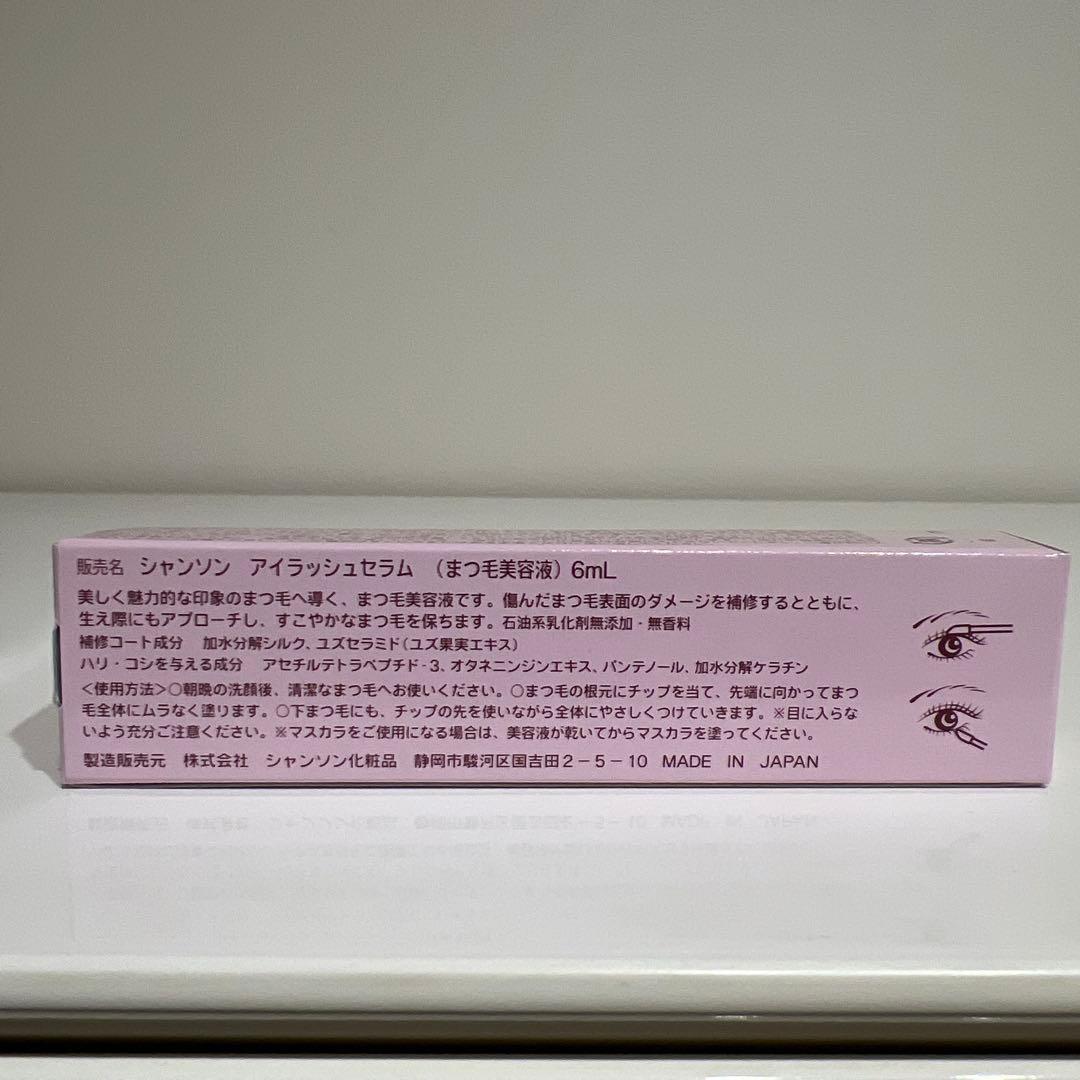 販売名 シャンソン アイラッシュセラム （まつ毛美容液）6mL
美しく魅力的な印象のまつ毛へ導く、まつ毛美容液です。傷んだまつ毛表面のダメージを補修するとともに、
生え際にもアプローチし、すこやかなまつ毛を保ちます。石油系乳化剤無添加・無香料
補修コート成分 加水分解シルク、ユズセラミド（ユズ果実エキス）
ハリ・コシを与える成分 アセチルテトラペプチド-3、オタネニンジンエキス、パンテノール、加水分解ケラチン
＜使用方法＞○朝晩の洗顔後、清潔なまつ毛へお使いください。○まつ毛の根元にチップを当て、先端に向かってまつ
毛全体にムラなく塗ります。○下まつ毛にも、チップの先を使いながら全体にやさしくつけていきます。※目に入らな
いよう充分ご注意ください。※マスカラをご使用になる場合は、美容液が乾いてからマスカラを塗ってください。
製造販売元 株式会社 シャンソン化粧品 静岡市駿河区国吉田2－5－10 MADE IN JAPAN